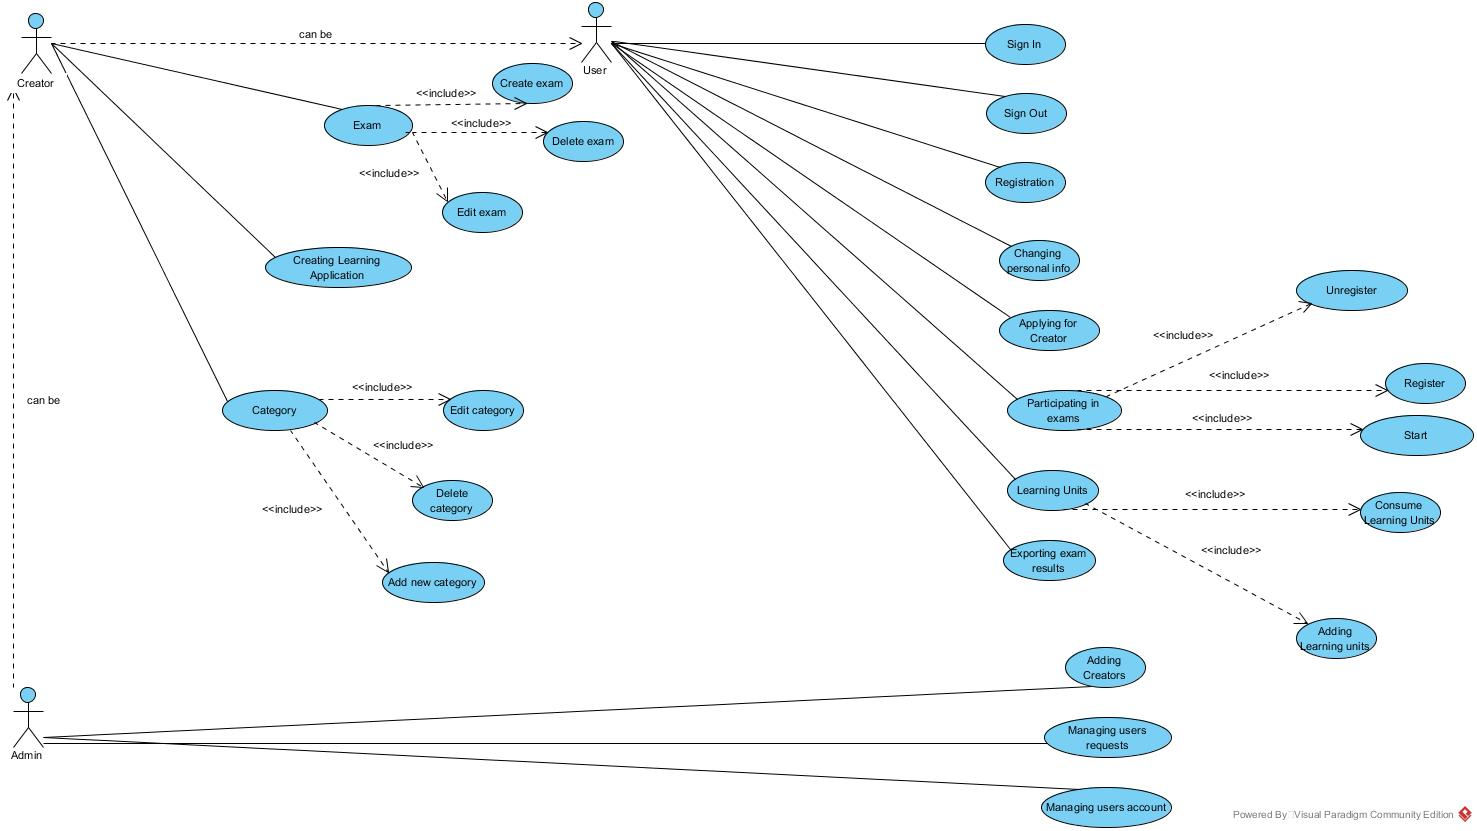 can be
Creator
User
Sign In
Create exam
<<include>>
Exam
<<include>>
Delete exam
Sign Out
<<include>>
Edit exam
Registration
Creating Learning
Application
Changing
personal info
Unregister
Applying for
Creator
<<include>>
<<include>>
Register
<<include>>
Edit category
Category
can be
Participating in
exams
<<include>>
Start
<<include>>
Delete
category
<<include>>
Learning Units
<<include>>
Consume
Learning Units
Exporting exam
results
<<include>>
Add new category
Adding
Learning units
Adding
Creators
Admin
Managing users
requests
Managing users account
Powered By Visual Paradigm Community Edition